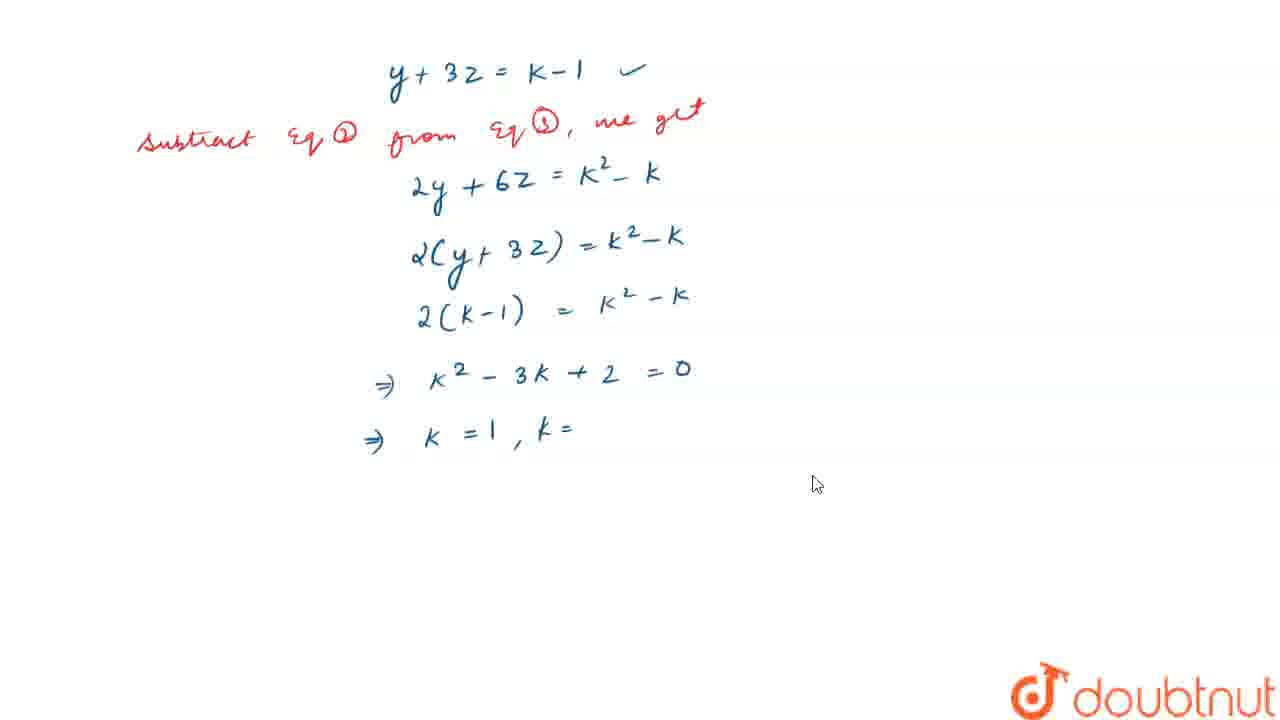 y + 3z = k - 1 ✓
Subtract Eq ② from Eq ③, we get
2y + 6z = k² - k
2(y + 3z) = k² - k
2(k - 1) = k² - k
⇒ k² - 3k + 2 = 0
⇒ k = 1, k =
doubtnut